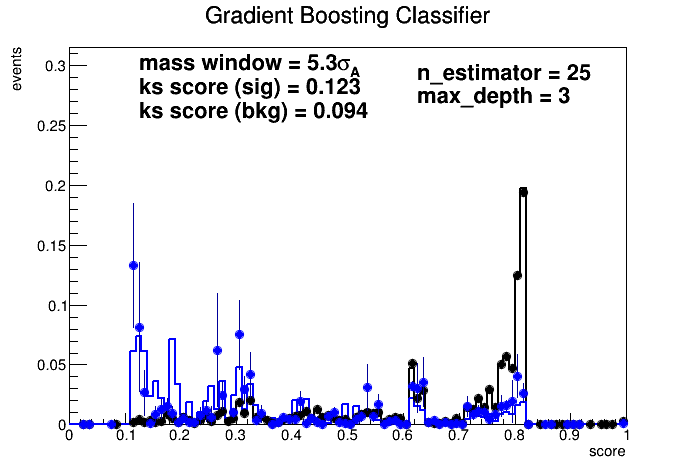 Gradient Boosting Classifier
events
mass window = 5.3σA
ks score (sig) = 0.123
ks score (bkg) = 0.094
n_estimator = 25
max_depth = 3
0.3
0.25
0.2
0.15
0.1
0.05
0
0 0.1 0.2 0.3 0.4 0.5 0.6 0.7 0.8 0.9 1
score